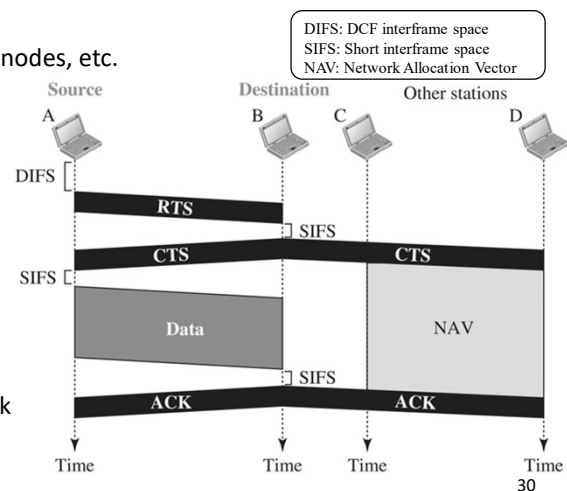 DIFS: DCF interframe space
SIFS: Short interframe space
NAV: Network Allocation Vector
nodes, etc.
Source Destination Other stations
A B C D
DIFS
RTS
SIFS
CTS CTS
SIFS
Data NAV
SIFS
k
ACK ACK
Time Time Time Time
30